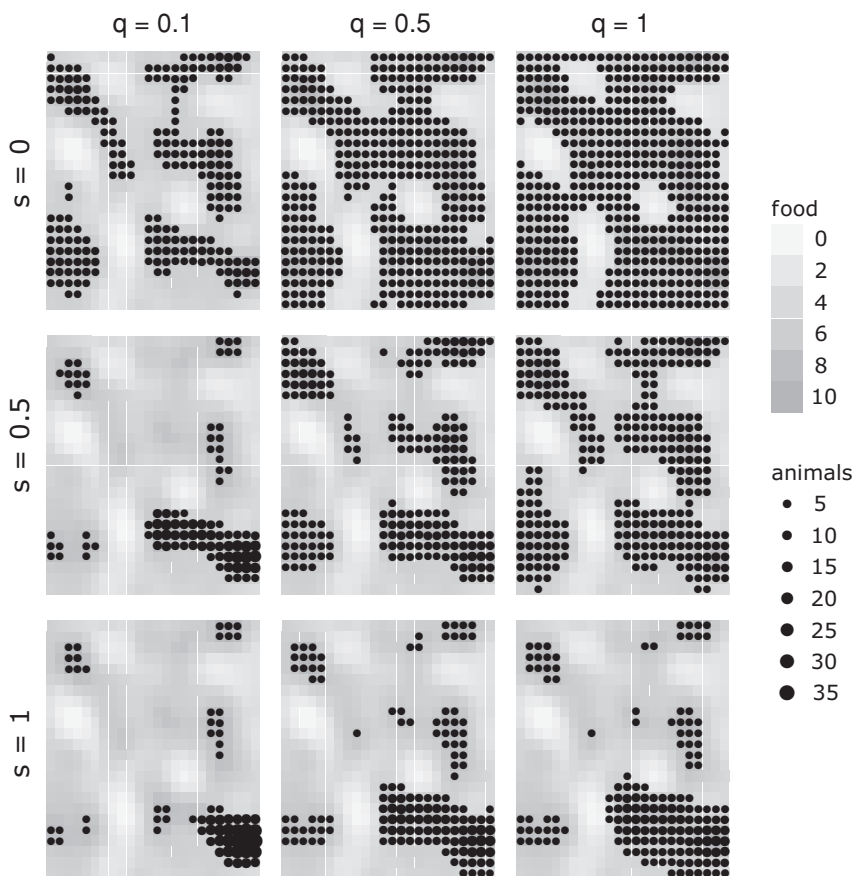 q = 0.1
q = 0.5
q = 1
s = 0
s = 0.5
s = 1
food
0
2
4
6
8
10
animals
5
10
15
20
25
30
35